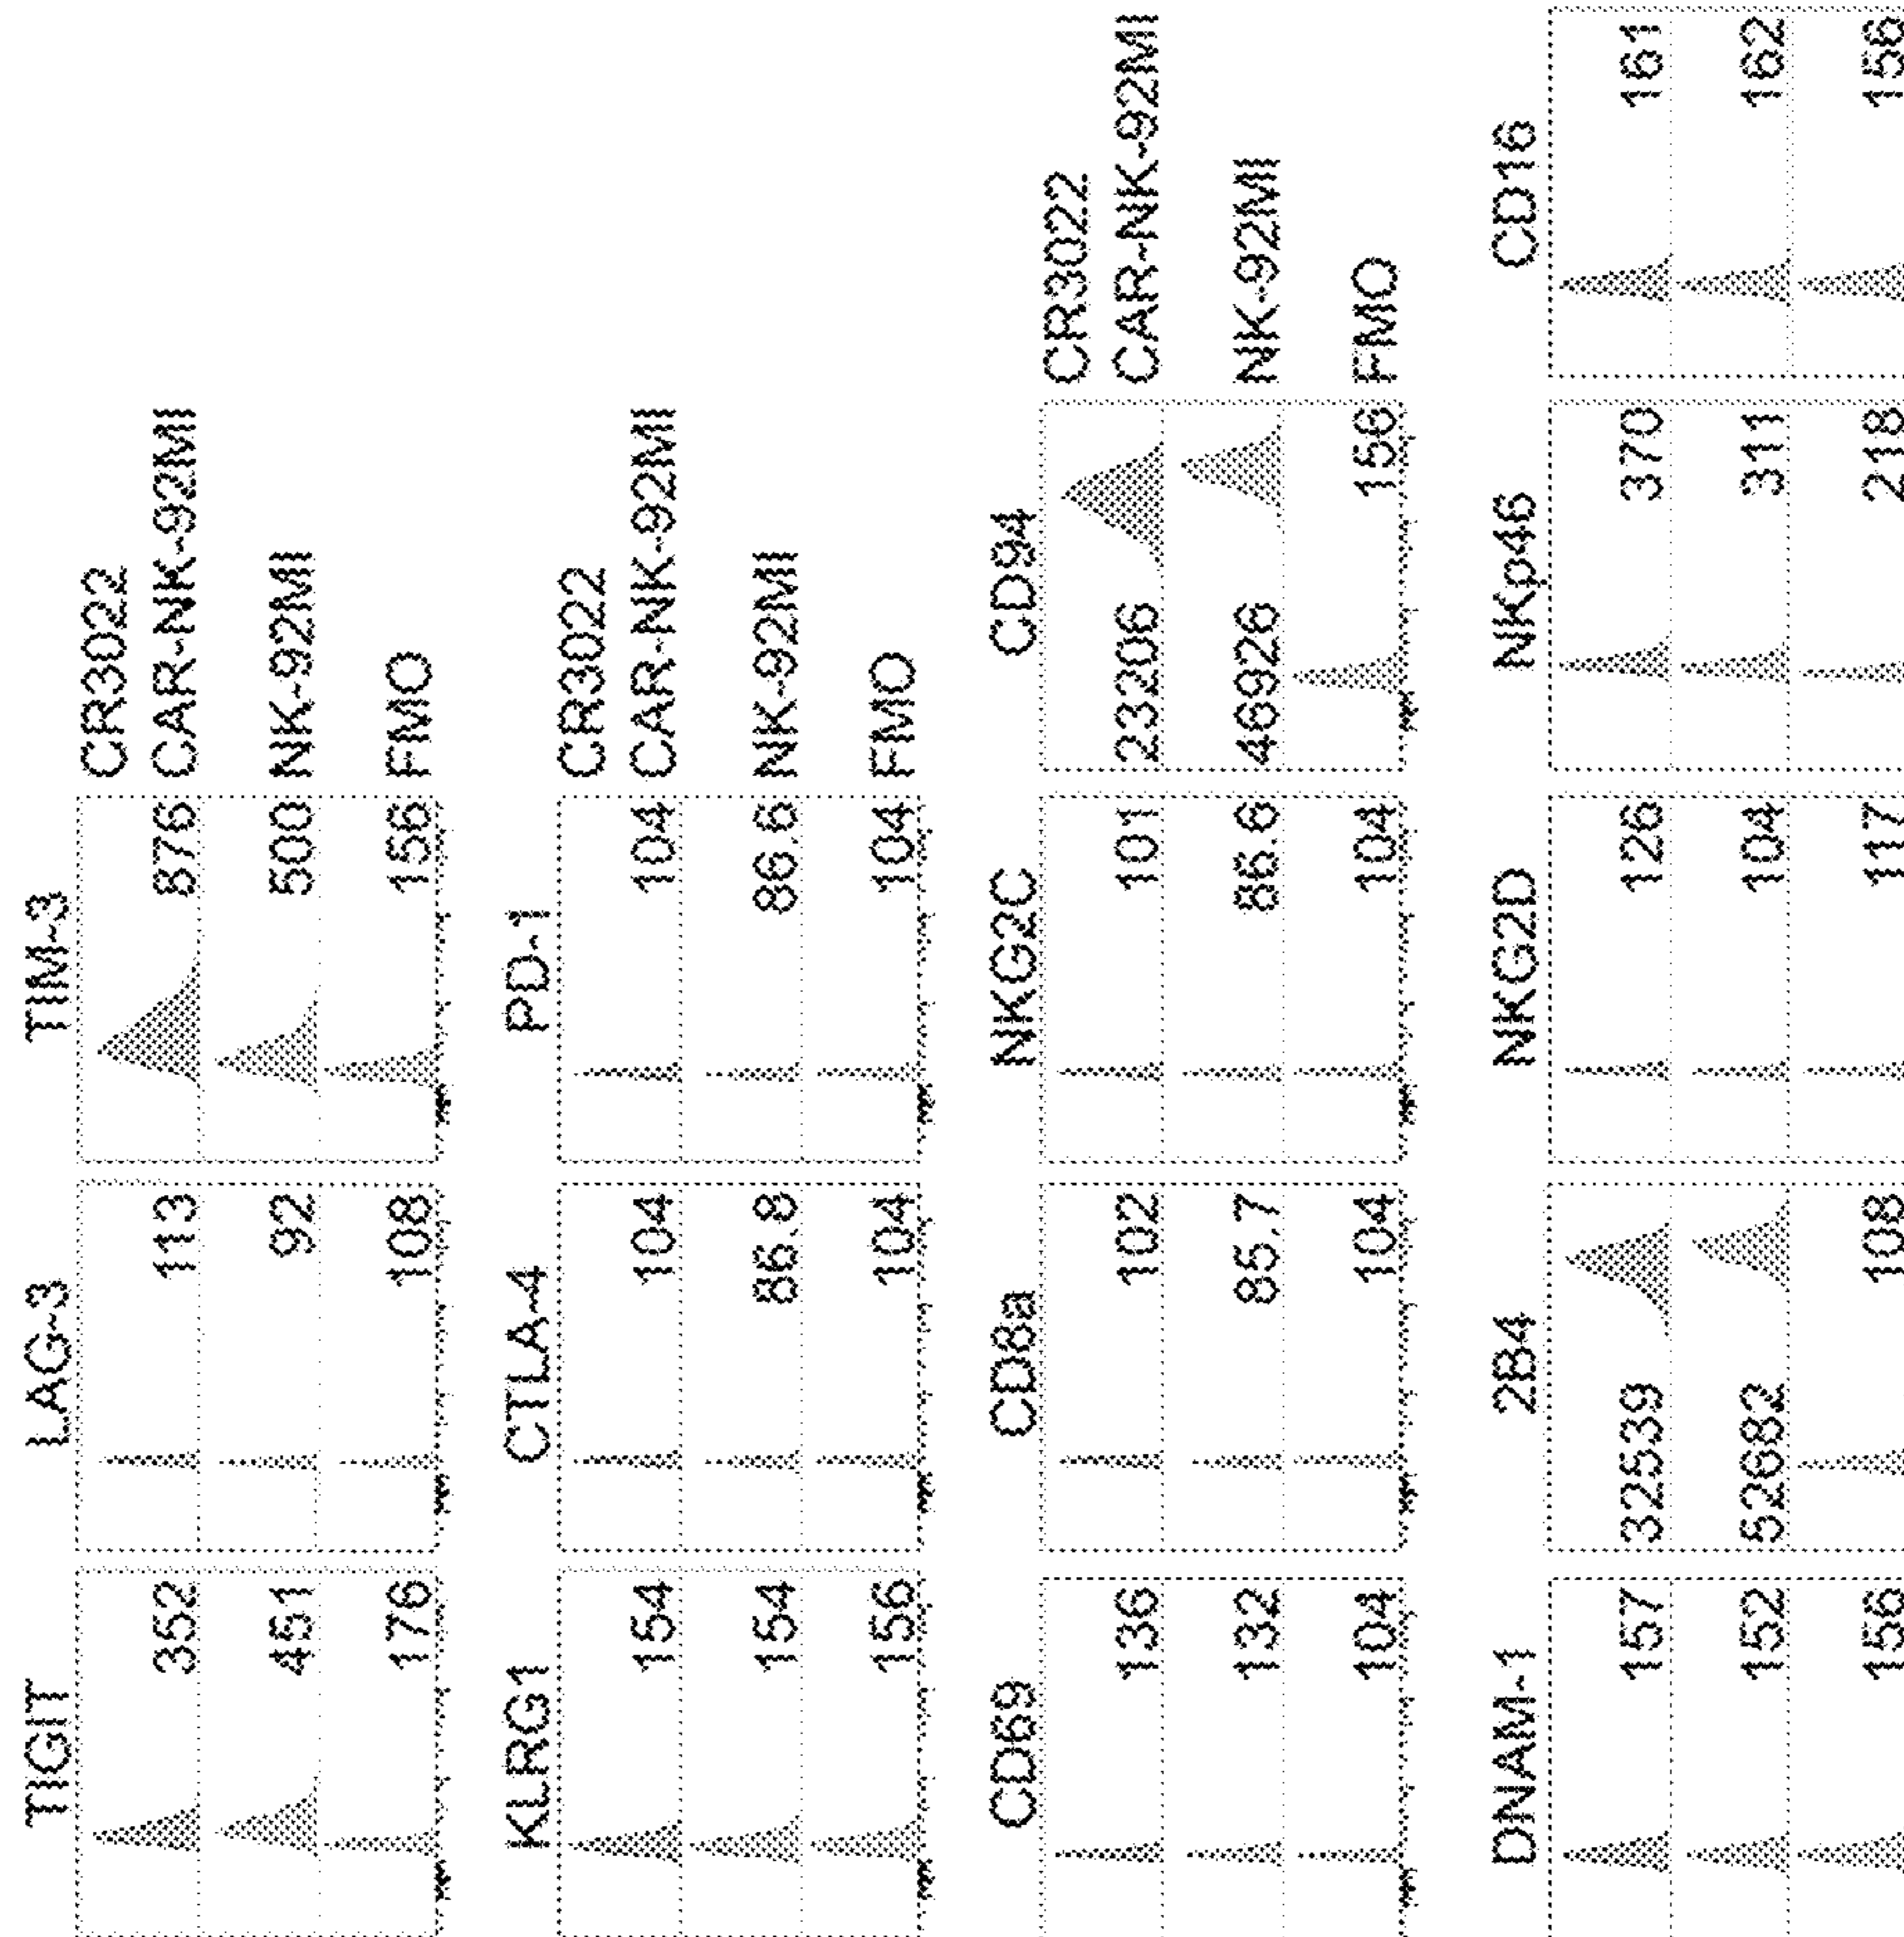 TIGIT LAG-3 TIM-3
CR3022
352 113 876 CAR-NK-92MI
451 92 500 NK-92MI
176 108 156 FMO
KLRG1 CTLA-4 PD-1
CR3022
154 104 104 CAR-NK-92MI
154 86.8 86.6 NK-92MI
156 104 104 FMO
CD69 CD8a NKG2C CD94
CR3022
136 102 101 23206 CAR-NK-92MI
132 85.7 86.6 46926 NK-92MI
104 104 104 156 FMO
DNAM-1 2B4 NKG2D NKp46 CD16
157 32539 126 370 161
152 52682 104 311 162
156 108 117 218 156